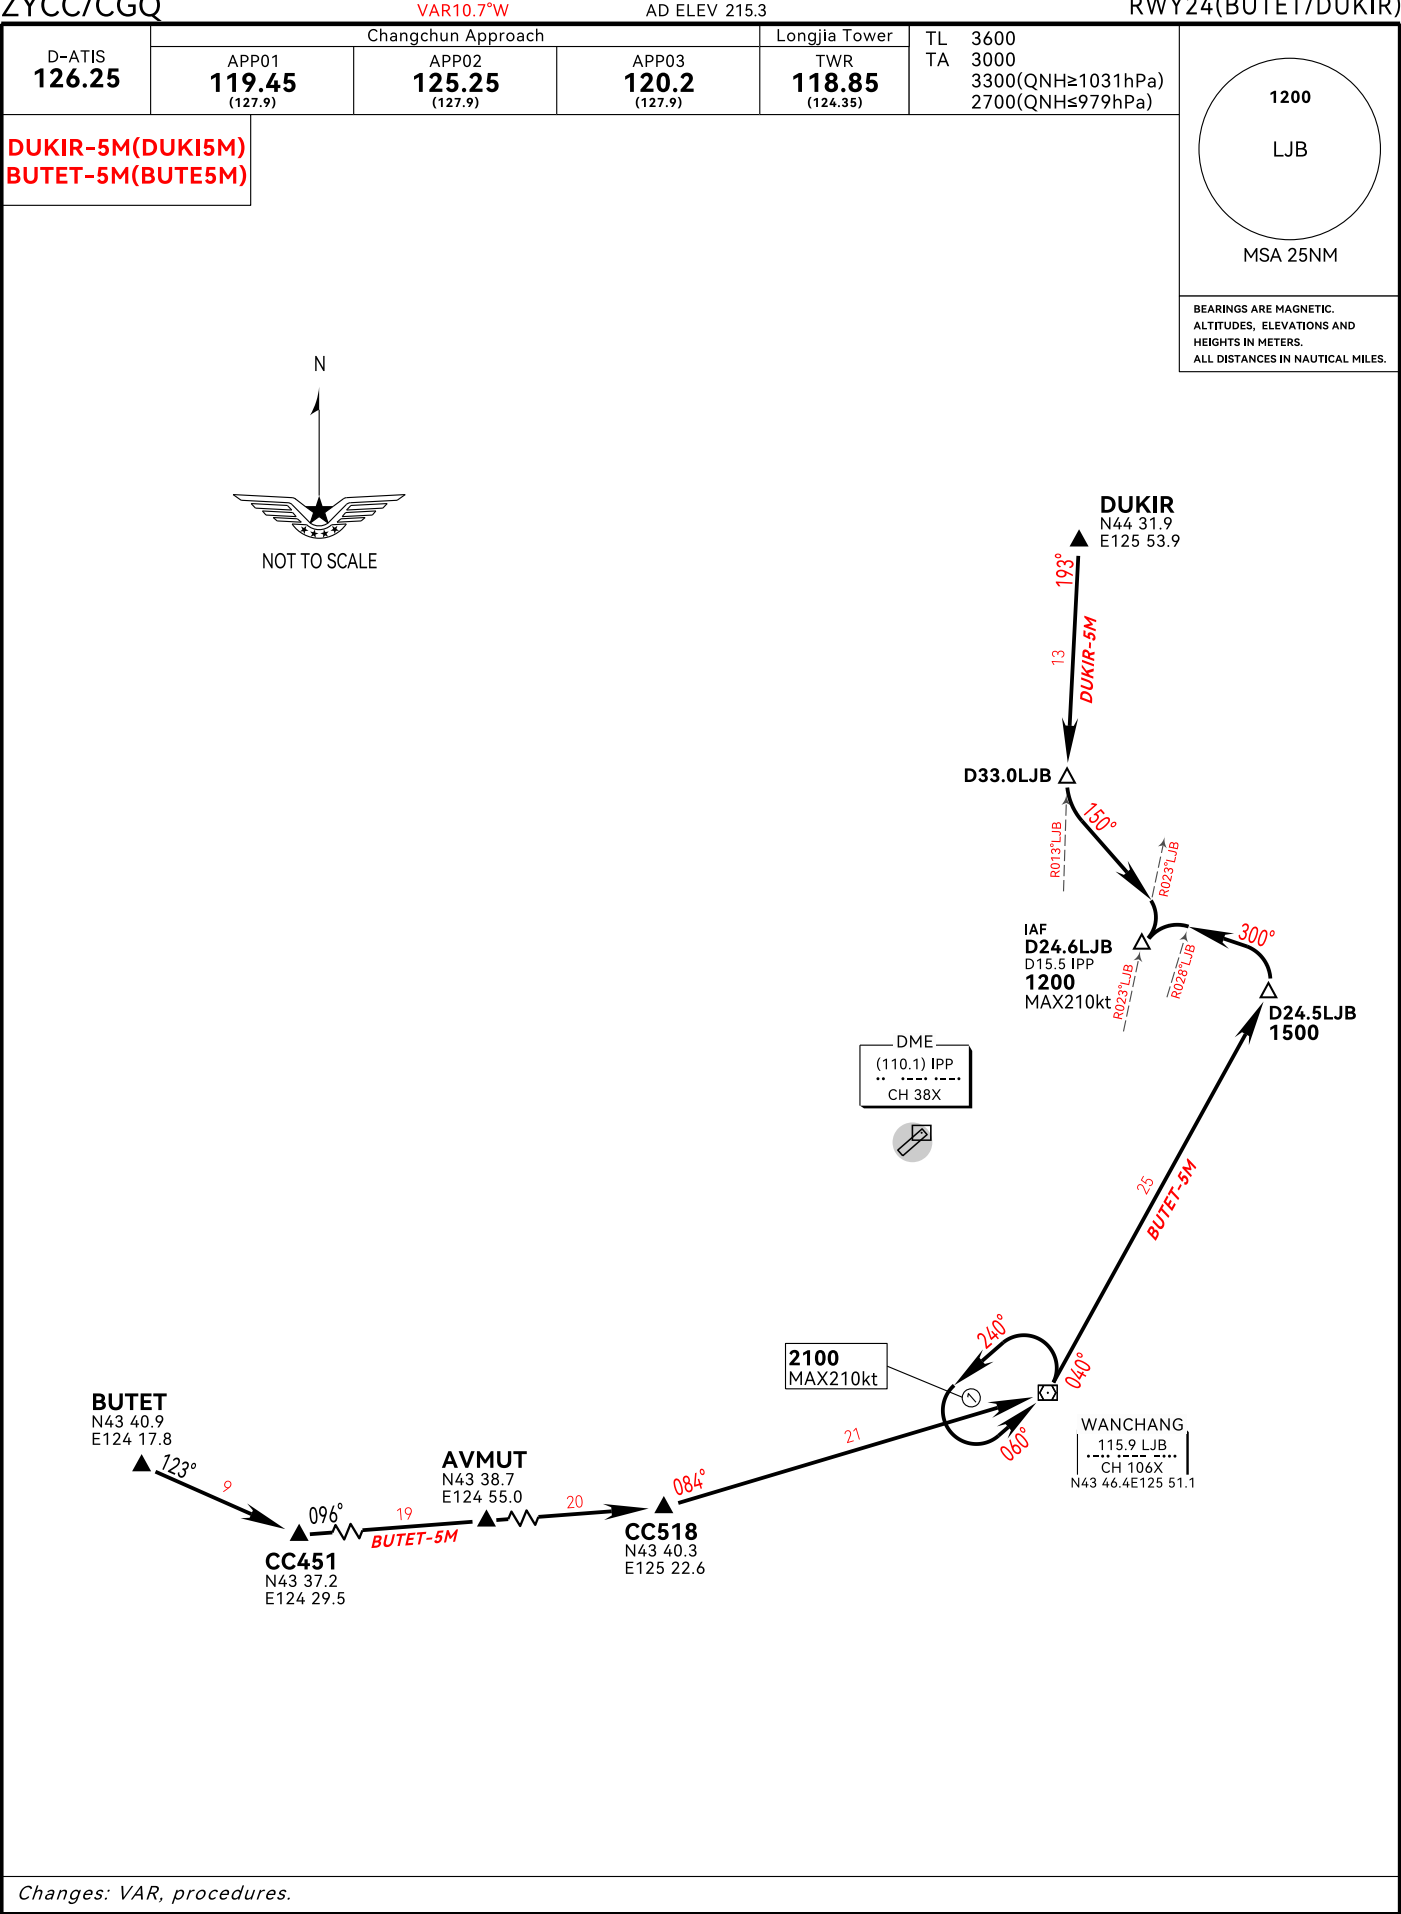 ZYCC/CGQ
VAR10.7°W
AD ELEV 215.3
RWY24(BUTET/DUKIR)
D-ATIS
126.25
Changchun Approach
APP01
119.45
(127.9)
APP02
125.25
(127.9)
APP03
120.2
(127.9)
Longjia Tower
TWR
118.85
(124.35)
TL 3600
TA 3000
3300(QNH≥1031hPa)
2700(QNH≤979hPa)
1200
LJB
MSA 25NM
BEARINGS ARE MAGNETIC.
ALTITUDES, ELEVATIONS AND
HEIGHTS IN METERS.
ALL DISTANCES IN NAUTICAL MILES.
DUKIR-5M(DUKI5M)
BUTET-5M(BUTE5M)
N
NOT TO SCALE
DUKIR
N44 31.9
E125 53.9
193°
13
DUKIR-5M
D33.0LJB
R013°LJB
150°
R023°LJB
IAF
D24.6LJB
D15.5 IPP
1200
MAX210kt
R023°LJB
R028°LJB
300°
D24.5LJB
1500
DME
(110.1) IPP
CH 38X
25
BUTET-5M
240°
2100
MAX210kt
1
040°
060°
WANCHANG
115.9 LJB
CH 106X
N43 46.4E125 51.1
BUTET
N43 40.9
E124 17.8
123°
9
CC451
N43 37.2
E124 29.5
096°
19
BUTET-5M
AVMUT
N43 38.7
E124 55.0
20
CC518
N43 40.3
E125 22.6
084°
21
Changes: VAR, procedures.